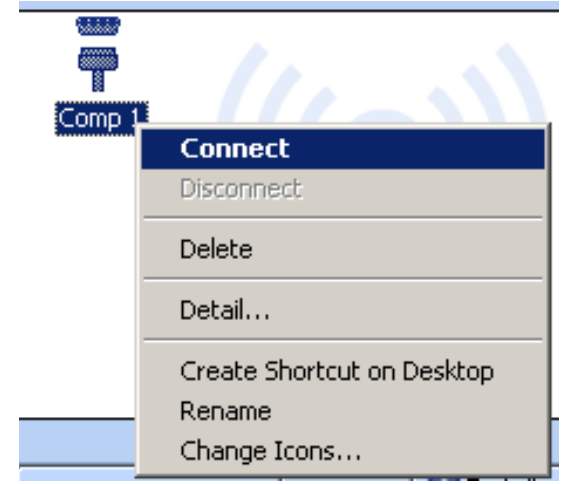 Comp 1
Connect
Disconnect
Delete
Detail...
Create Shortcut on Desktop
Rename
Change Icons...